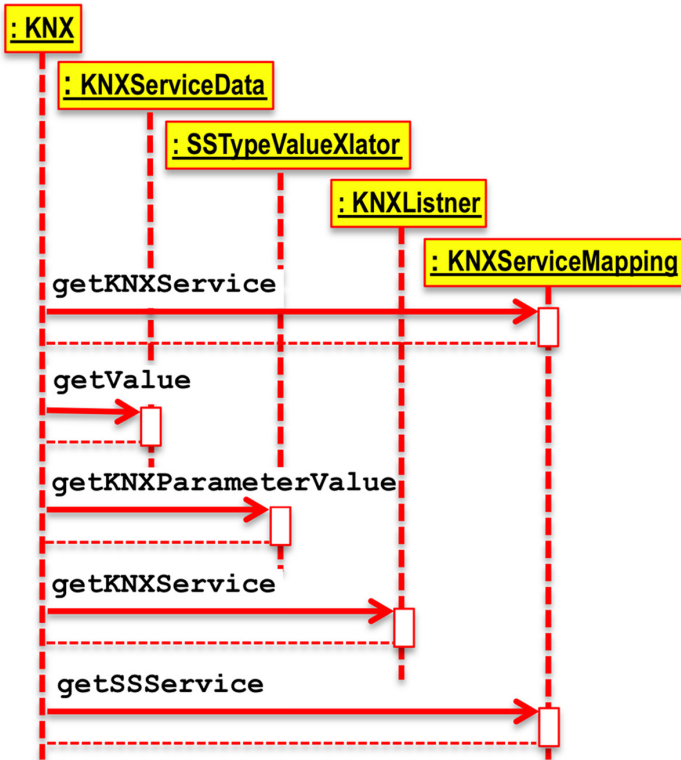 : KNX
: KNXServiceData
: SSTypeValueXlator
: KNXListner
: KNXServiceMapping
getKNXService
getValue
getKNXParameterValue
getKNXService
getSSService